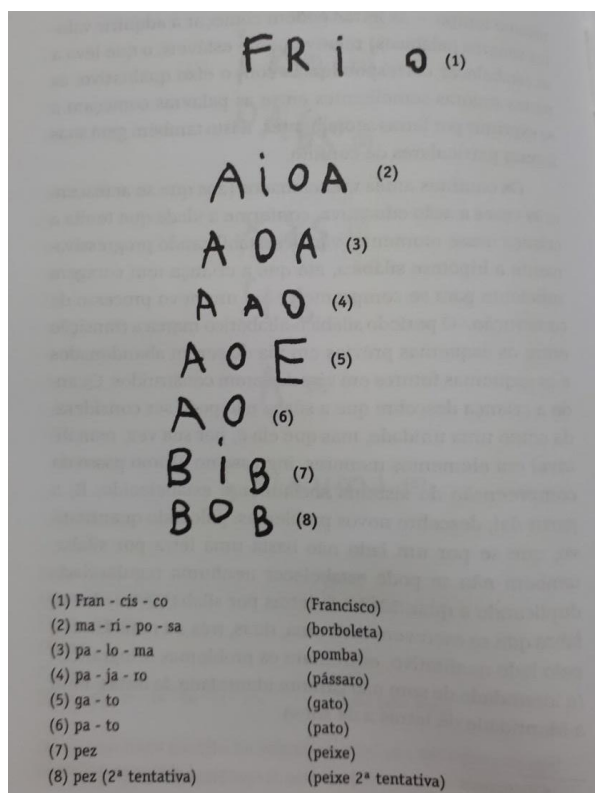 FRiO (1)
AiOA (2)
AOA (3)
AAO (4)
AOE (5)
AO (6)
BiB (7)
BOB (8)
(1) Fran - cis - co (Francisco)
(2) ma - ri - po - sa (borboleta)
(3) pa - lo - ma (pomba)
(4) pa - ja - ro (pássaro)
(5) ga - to (gato)
(6) pa - to (pato)
(7) pez (peixe)
(8) pez (2ª tentativa) (peixe 2ª tentativa)